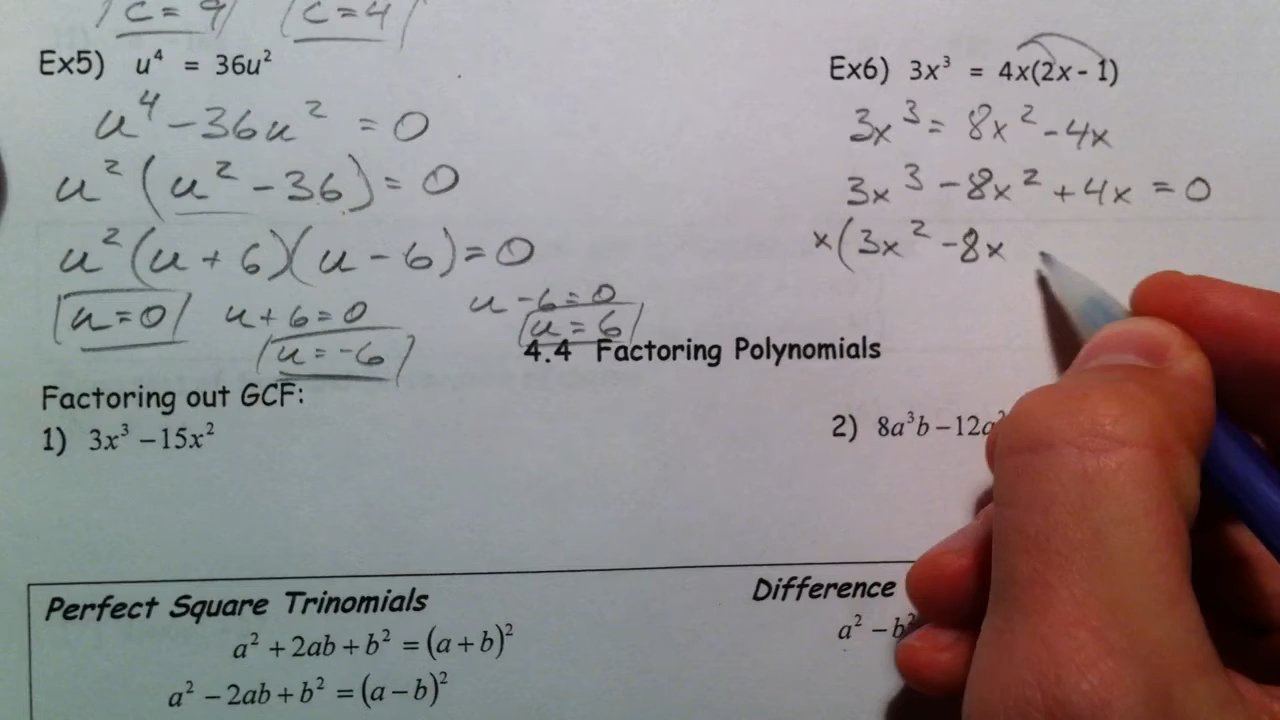 c = 9 c = 4
Ex5) u⁴ = 36u²
u⁴ - 36u² = 0
u² (u² - 36) = 0
u² (u + 6)(u - 6) = 0
u = 0 u + 6 = 0 u - 6 = 0
u = -6 u = 6
Ex6) 3x³ = 4x(2x - 1)
3x³ = 8x² - 4x
3x³ - 8x² + 4x = 0
x(3x² - 8x
4.4 Factoring Polynomials
Factoring out GCF:
1) 3x³ - 15x²
2) 8a³b - 12a
Perfect Square Trinomials
a² + 2ab + b² = (a + b)²
a² - 2ab + b² = (a - b)²
Difference
a² - b²